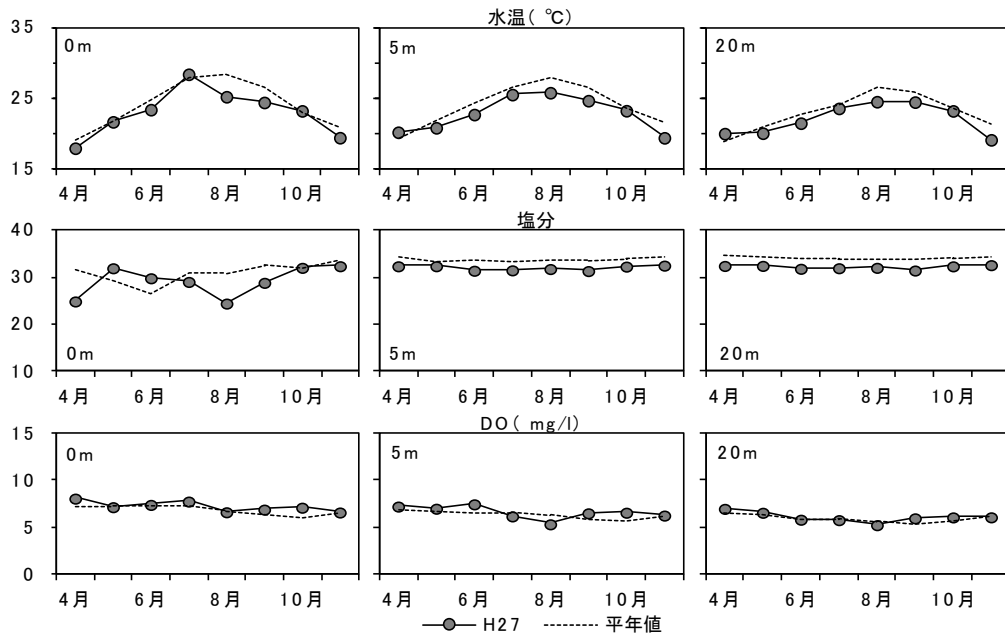 水温( ℃)
35
25
15
0m
5m
20m
4月 6月 8月 10月
4月 6月 8月 10月
4月 6月 8月 10月
塩分
40
30
20
10
0m
5m
20m
4月 6月 8月 10月
4月 6月 8月 10月
4月 6月 8月 10月
DO( mg/l)
15
10
5
0
0m
5m
20m
4月 6月 8月 10月
4月 6月 8月 10月
4月 6月 8月 10月
H27 平年値